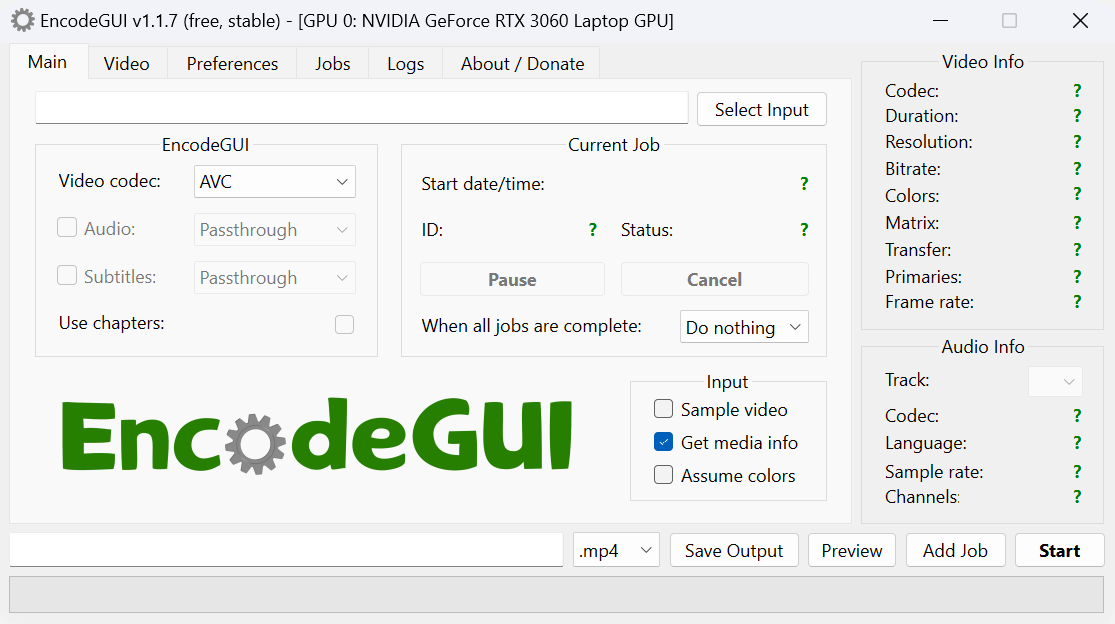 EncodeGUI v1.1.7 (free, stable) - [GPU 0: NVIDIA GeForce RTX 3060 Laptop GPU]
Main Video Preferences Jobs Logs About / Donate
Select Input
EncodeGUI
Video codec: AVC
Audio: Passthrough
Subtitles: Passthrough
Use chapters:
Current Job
Start date/time: ?
ID: ? Status: ?
Pause Cancel
When all jobs are complete: Do nothing
EncodeGUI
Input
Sample video
Get media info
Assume colors
Video Info
Codec: ?
Duration: ?
Resolution: ?
Bitrate: ?
Colors: ?
Matrix: ?
Transfer: ?
Primaries: ?
Frame rate: ?
Audio Info
Track:
Codec: ?
Language: ?
Sample rate: ?
Channels: ?
.mp4 Save Output Preview Add Job Start